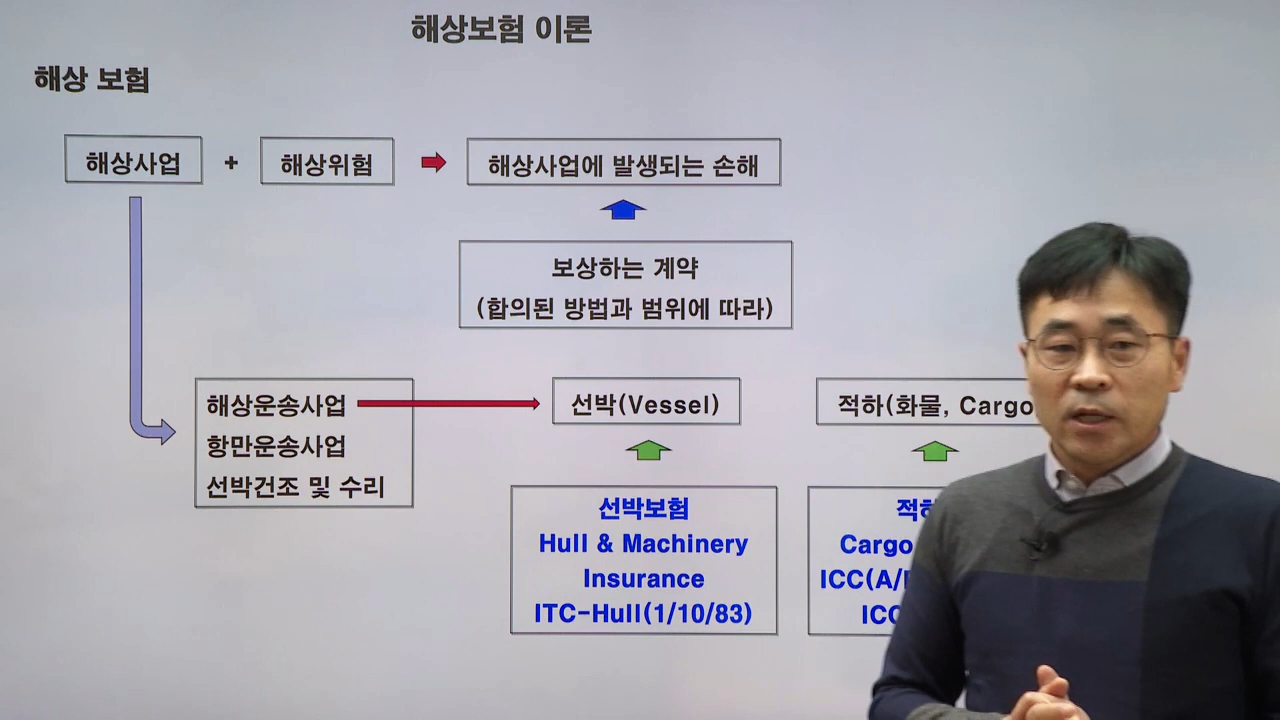 해상보험 이론
해상 보험
해상사업 + 해상위험 해상사업에 발생되는 손해
보상하는 계약
(합의된 방법과 범위에 따라)
해상운송사업
항만운송사업
선박건조 및 수리
선박(Vessel)
적하(화물, Cargo
선박보험
Hull & Machinery
Insurance
ITC-Hull(1/10/83)
Cargo
ICC(A/
ICC